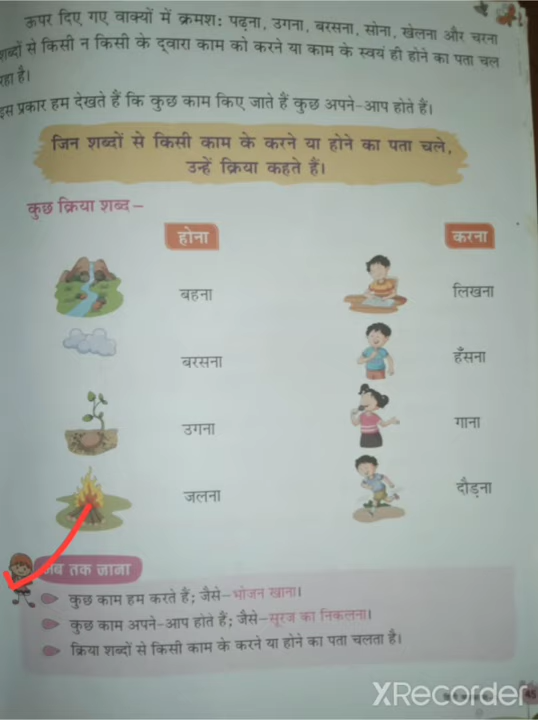 ऊपर दिए गए वाक्यों में क्रमश: पढ़ना, उगना, बरसना, सोना, खेलना और चरना
शब्दों से किसी न किसी के द्वारा काम को करने या काम के स्वयं ही होने का पता चल
रहा है।
इस प्रकार हम देखते हैं कि कुछ काम किए जाते हैं कुछ अपने-आप होते हैं।
जिन शब्दों से किसी काम के करने या होने का पता चले,
उन्हें क्रिया कहते हैं।
कुछ क्रिया शब्द –
होना करना
बहना लिखना
बरसना हँसना
उगना गाना
जलना दौड़ना
अब तक जाना
कुछ काम हम करते हैं; जैसे–भोजन खाना।
कुछ काम अपने-आप होते हैं; जैसे–सूरज का निकलना।
क्रिया शब्दों से किसी काम के करने या होने का पता चलता है।
45
XRecorder